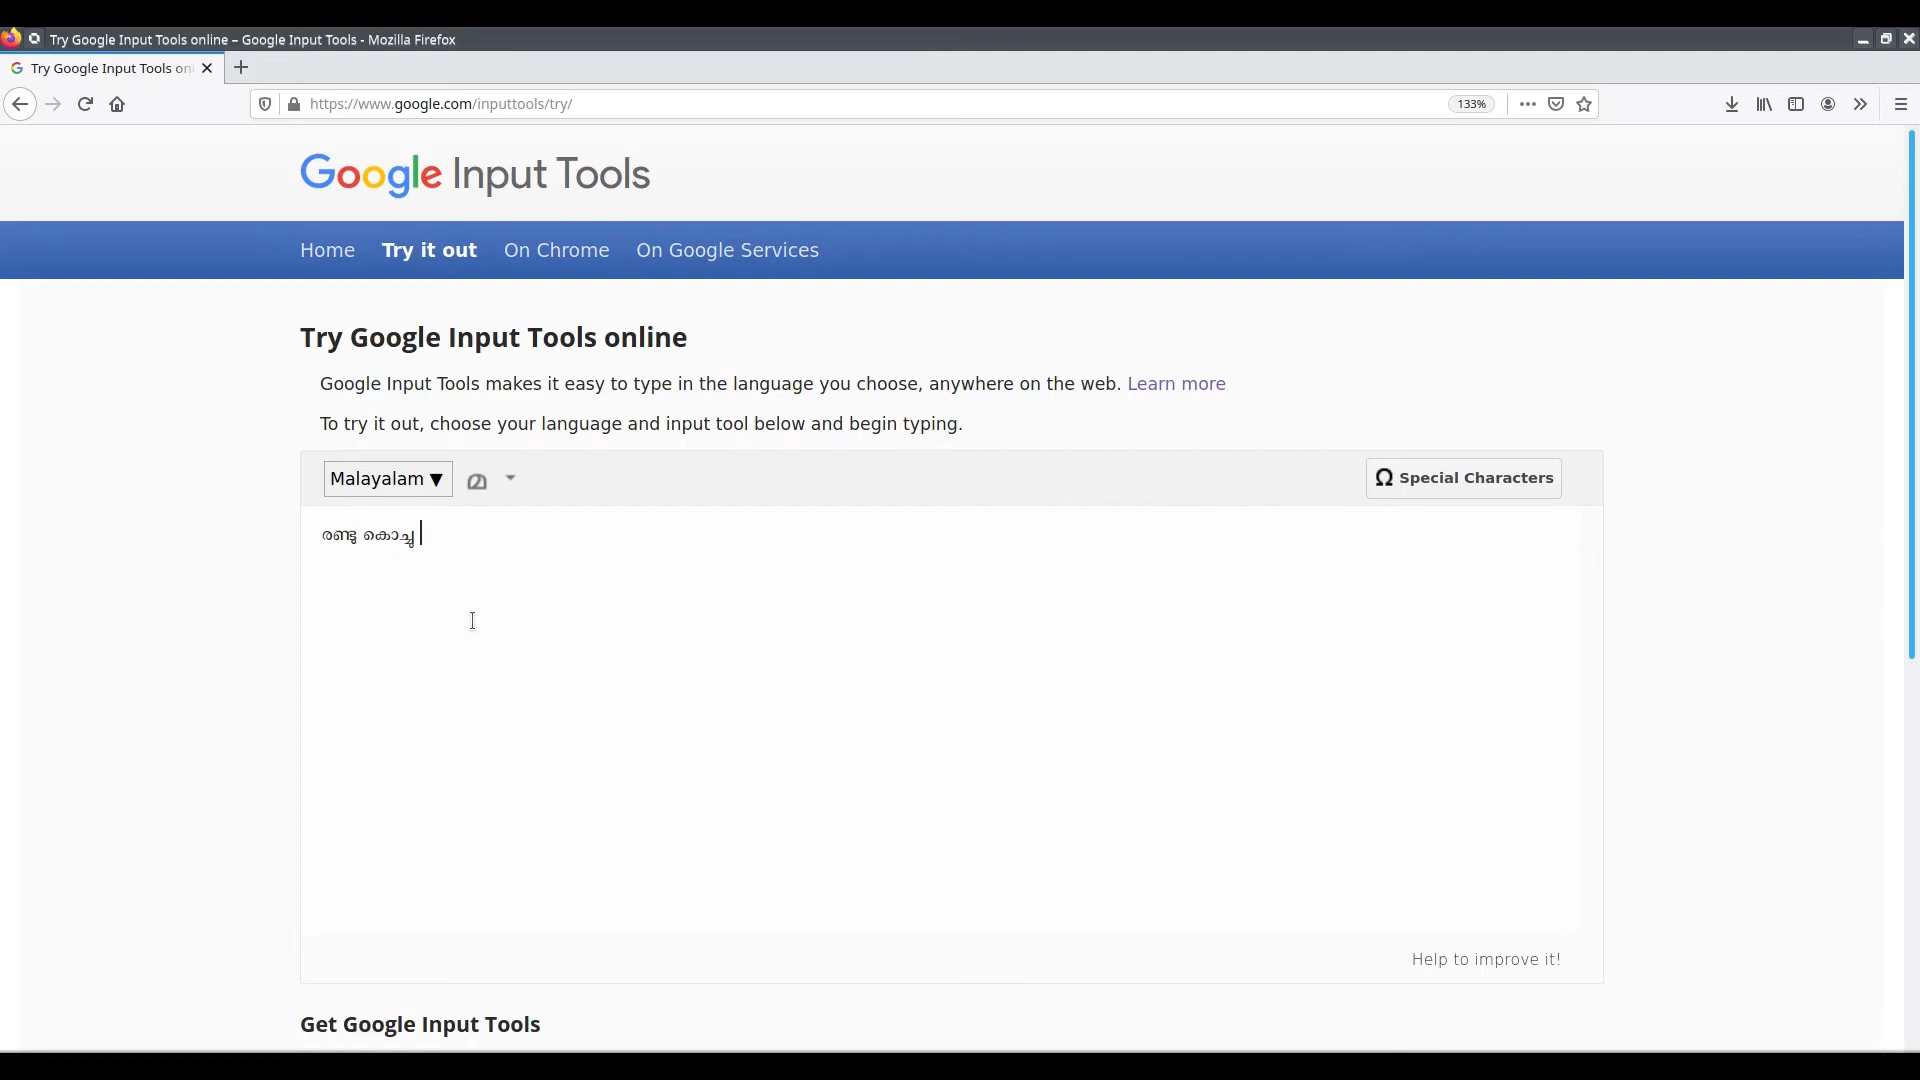 Try Google Input Tools online – Google Input Tools - Mozilla Firefox
Try Google Input Tools onl
https://www.google.com/inputtools/try/
133%
Google Input Tools
Home Try it out On Chrome On Google Services
Try Google Input Tools online
Google Input Tools makes it easy to type in the language you choose, anywhere on the web. Learn more
To try it out, choose your language and input tool below and begin typing.
Malayalam ▼ മ Ω Special Characters
രണ്ടു കൊച്ചു
Help to improve it!
Get Google Input Tools